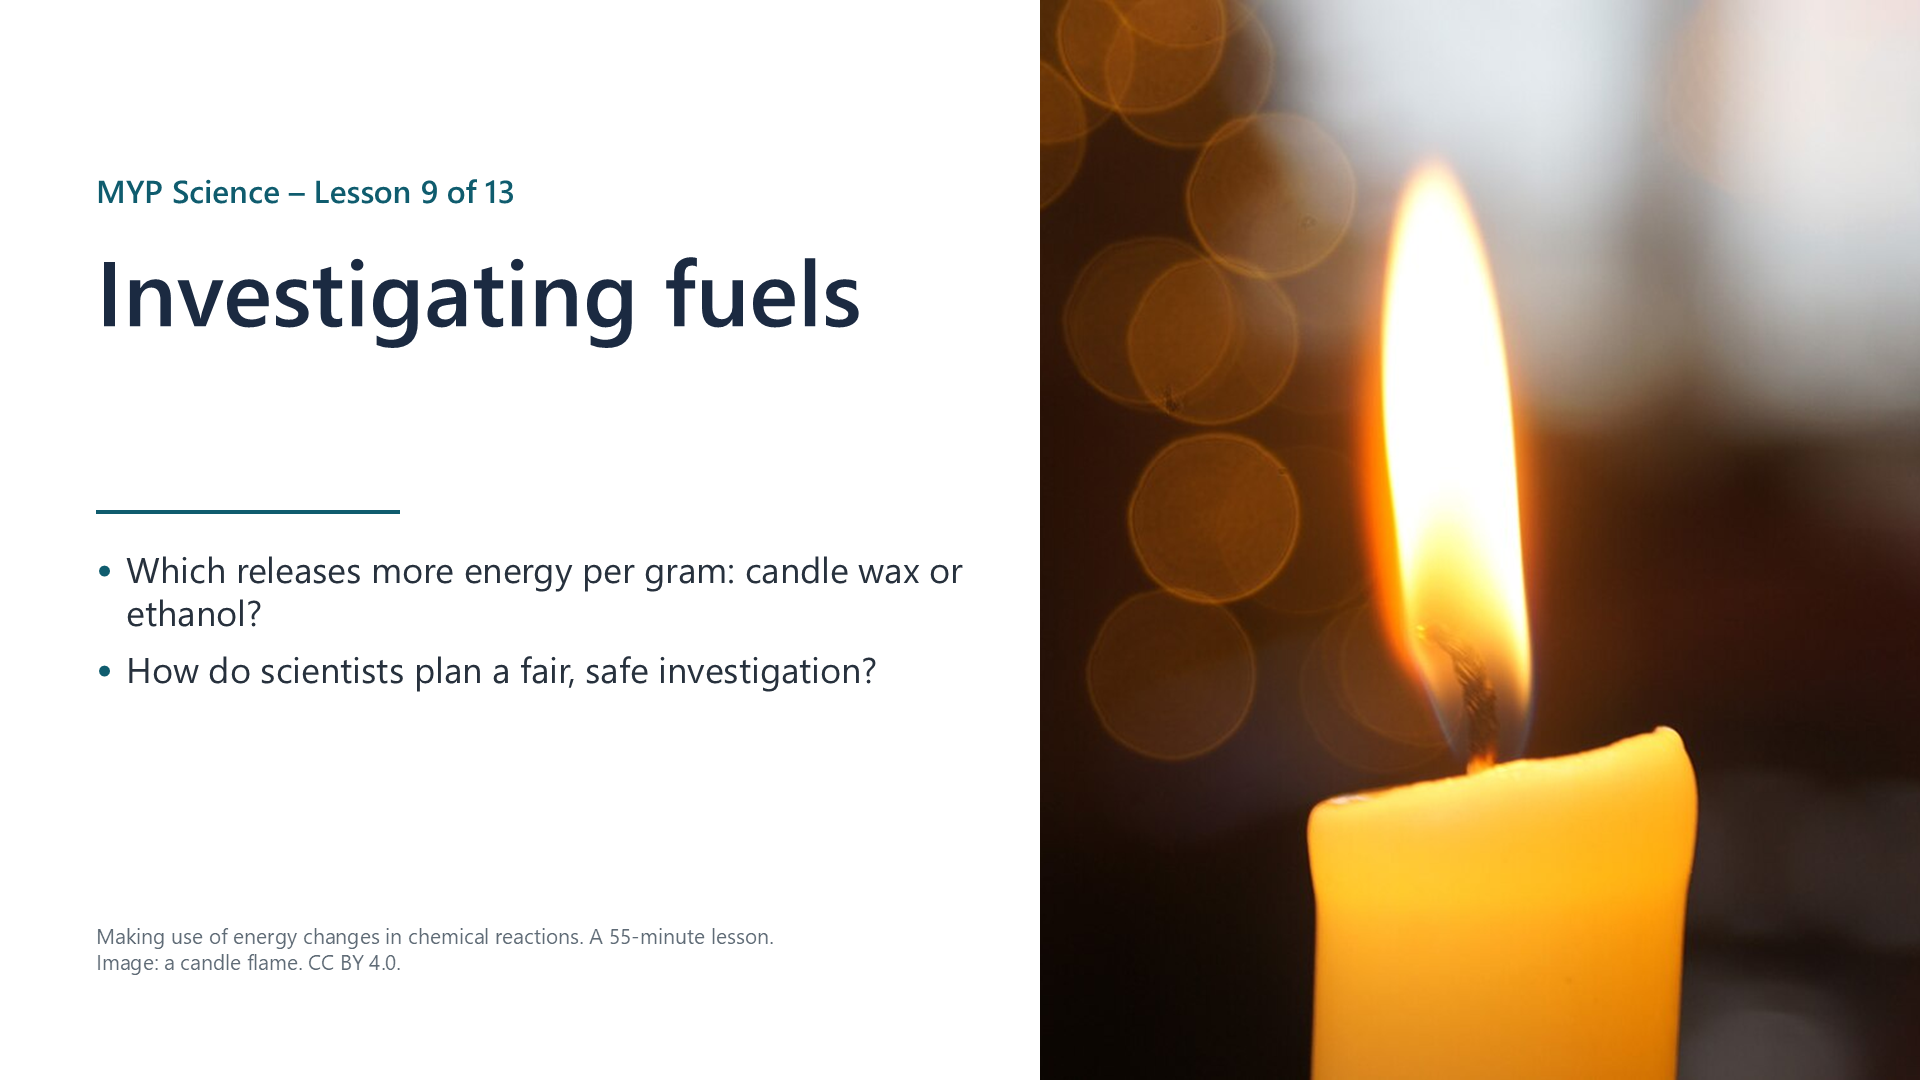 MYP Science – Lesson 9 of 13
Investigating fuels
• Which releases more energy per gram: candle wax or
ethanol?
• How do scientists plan a fair, safe investigation?
Making use of energy changes in chemical reactions. A 55-minute lesson.
Image: a candle flame. CC BY 4.0.